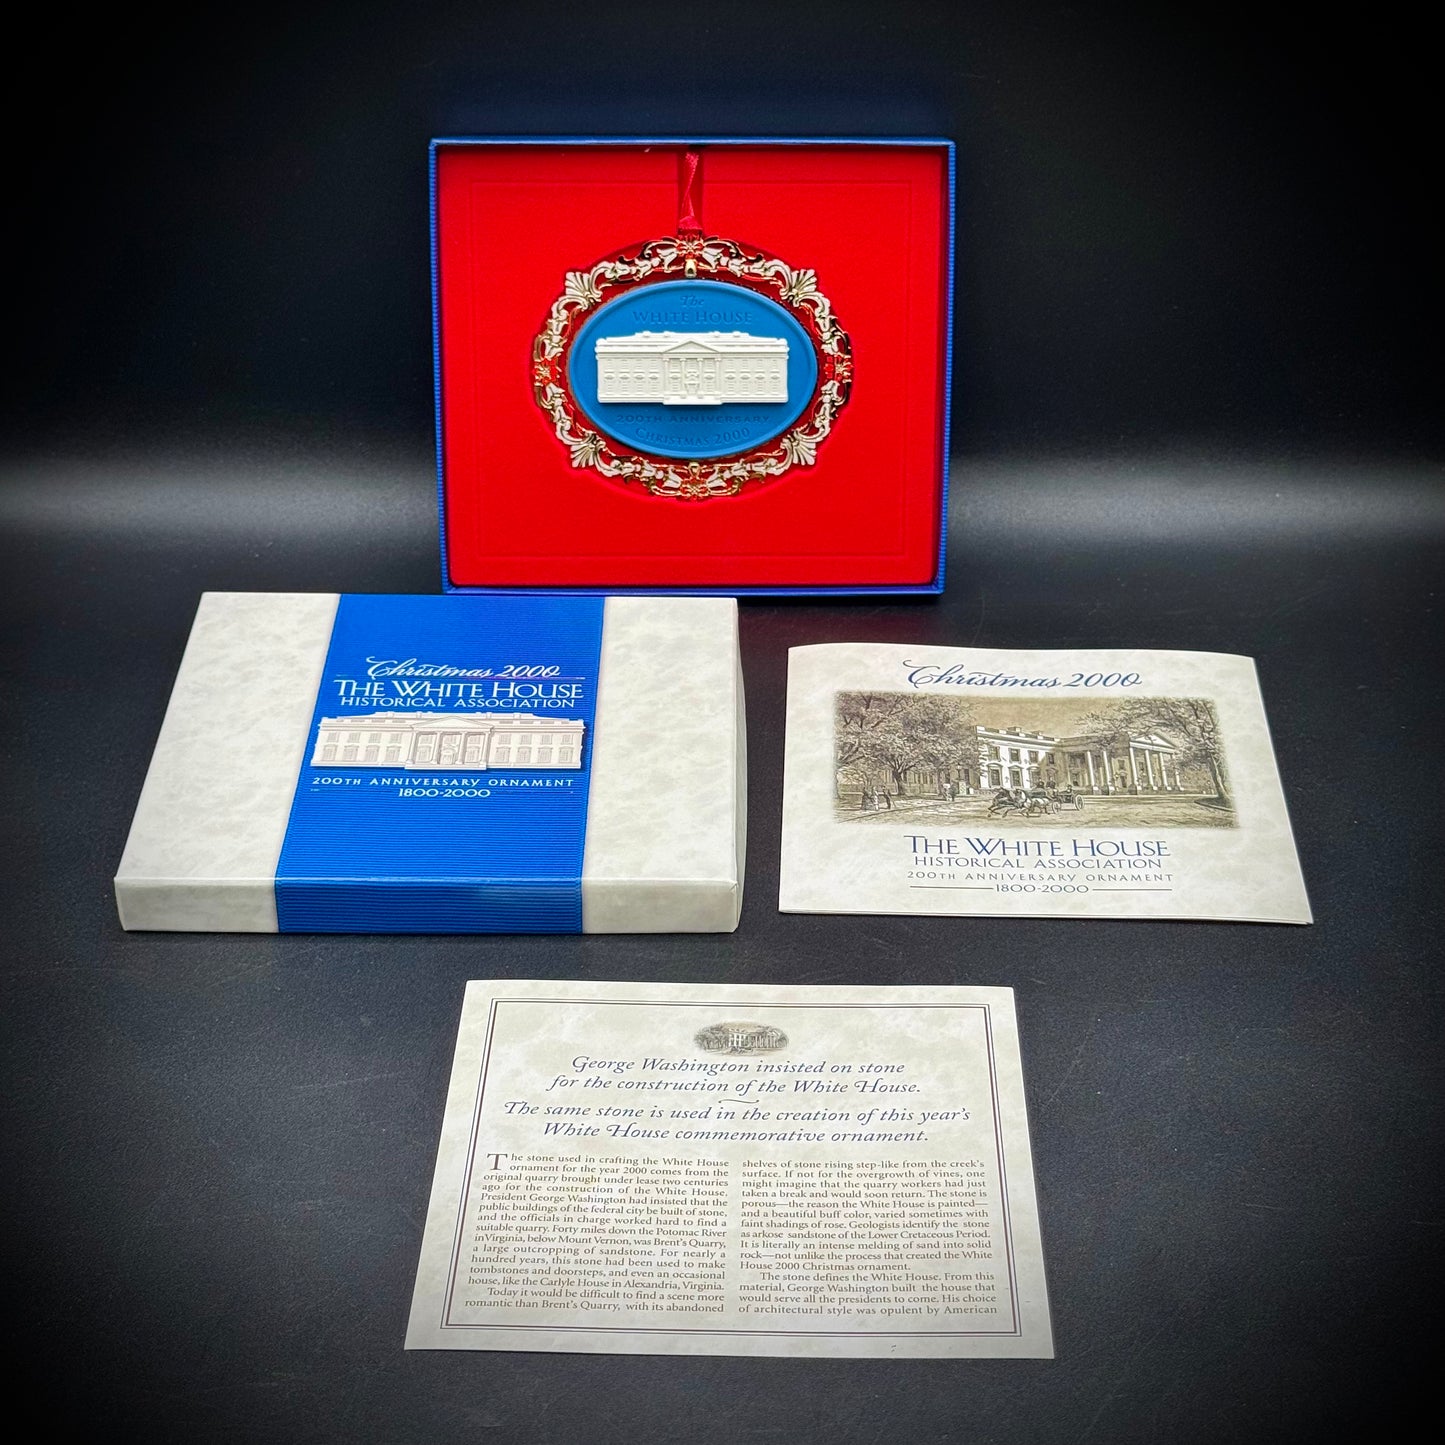 The
WHITE HOUSE
200TH ANNIVERSARY
CHRISTMAS 2000
Christmas 2000
THE WHITE HOUSE
HISTORICAL ASSOCIATION
200TH ANNIVERSARY ORNAMENT
1800-2000
Christmas 2000
THE WHITE HOUSE
HISTORICAL ASSOCIATION
200TH ANNIVERSARY ORNAMENT
1800-2000
George Washington insisted on stone
for the construction of the White House.
The same stone is used in the creation of this year's
White House commemorative ornament.
The stone used in crafting the White House
ornament for the year 2000 comes from the
original quarry brought under lease two centuries
ago for the construction of the White House.
President George Washington had insisted that the
public buildings of the federal city be built of stone,
and the officials in charge worked hard to find a
suitable quarry. Forty miles down the Potomac River
in Virginia, below Mount Vernon, was Brent's Quarry,
a large outcropping of sandstone. For nearly a
hundred years, this stone had been used to make
tombstones and doorsteps, and even an occasional
house, like the Carlyle House in Alexandria, Virginia.
Today it would be difficult to find a scene more
romantic than Brent's Quarry, with its abandoned
shelves of stone rising step-like from the creek's
surface. If not for the overgrowth of vines, one
might imagine that the quarry workers had just
taken a break and would soon return. The stone is
porous—the reason the White House is painted—
and a beautiful buff color, varied sometimes with
faint shadings of rose. Geologists identify the stone
as arkose sandstone of the Lower Cretaceous Period.
It is literally an intense melding of sand into solid
rock—not unlike the process that created the White
House 2000 Christmas ornament.
The stone defines the White House. From this
material, George Washington built the house that
would serve all the presidents to come. His choice
of architectural style was opulent by American